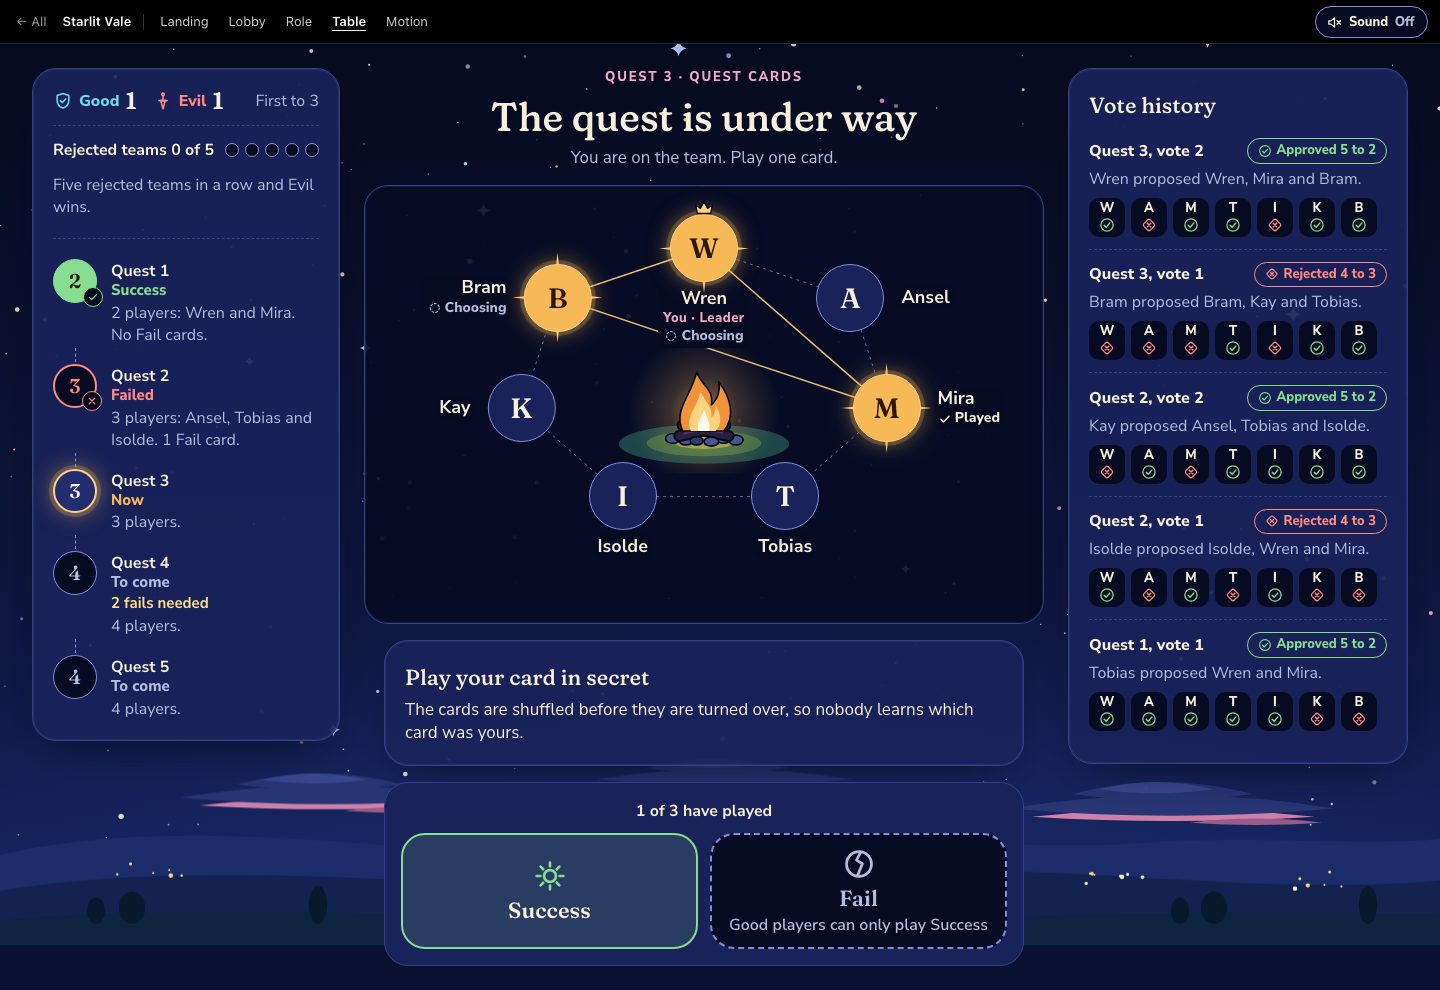 ← All Starlit Vale Landing Lobby Role Table Motion Sound Off
Good 1 Evil 1 First to 3
Rejected teams 0 of 5
Five rejected teams in a row and Evil
wins.
2
Quest 1
Success
2 players: Wren and Mira.
No Fail cards.
3
Quest 2
Failed
3 players: Ansel, Tobias and
Isolde. 1 Fail card.
3
Quest 3
Now
3 players.
4
Quest 4
To come
2 fails needed
4 players.
4
Quest 5
To come
4 players.
QUEST 3 · QUEST CARDS
The quest is under way
You are on the team. Play one card.
W
Wren
You · Leader
Choosing
B
Bram
Choosing
A
Ansel
K
Kay
M
Mira
Played
I
Isolde
T
Tobias
Play your card in secret
The cards are shuffled before they are turned over, so nobody learns which
card was yours.
1 of 3 have played
Success
Fail
Good players can only play Success
Vote history
Quest 3, vote 2 Approved 5 to 2
Wren proposed Wren, Mira and Bram.
W A M T I K B
Quest 3, vote 1 Rejected 4 to 3
Bram proposed Bram, Kay and Tobias.
W A M T I K B
Quest 2, vote 2 Approved 5 to 2
Kay proposed Ansel, Tobias and Isolde.
W A M T I K B
Quest 2, vote 1 Rejected 4 to 3
Isolde proposed Isolde, Wren and Mira.
W A M T I K B
Quest 1, vote 1 Approved 5 to 2
Tobias proposed Wren and Mira.
W A M T I K B